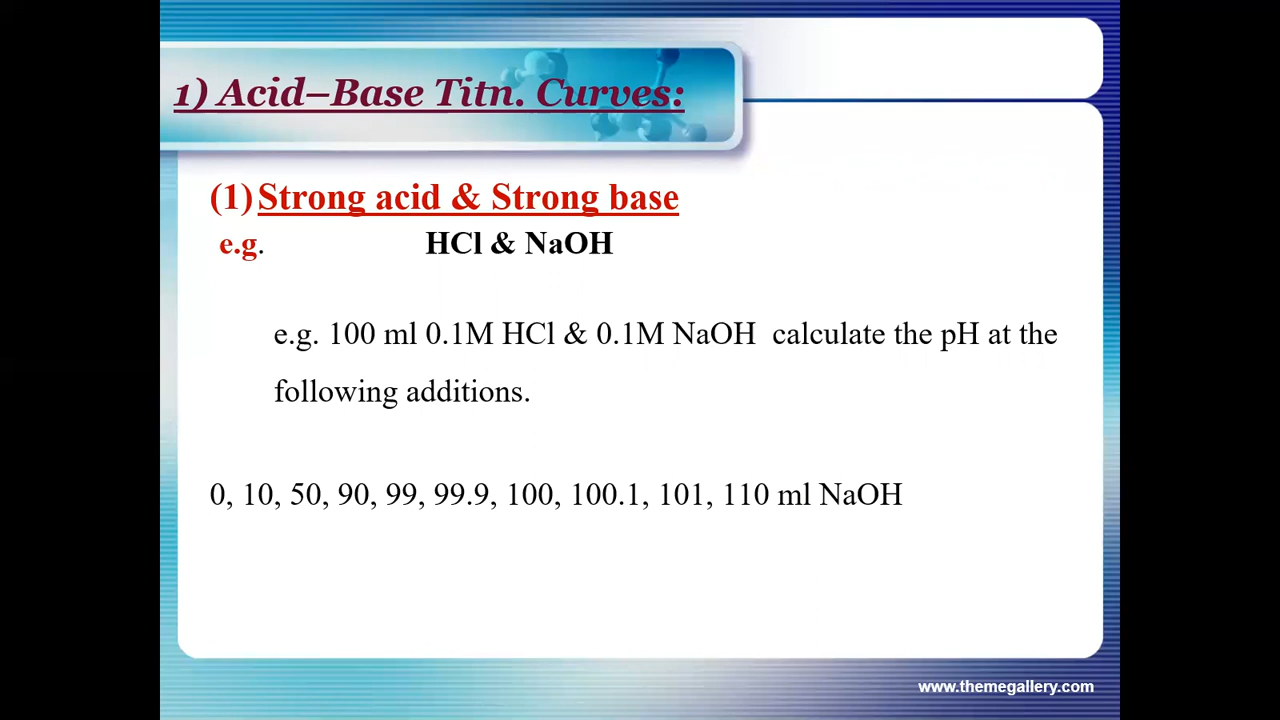 1) Acid–Base Titn. Curves:
(1) Strong acid & Strong base
e.g. HCl & NaOH
e.g. 100 ml 0.1M HCl & 0.1M NaOH calculate the pH at the
following additions.
0, 10, 50, 90, 99, 99.9, 100, 100.1, 101, 110 ml NaOH
www.themegallery.com